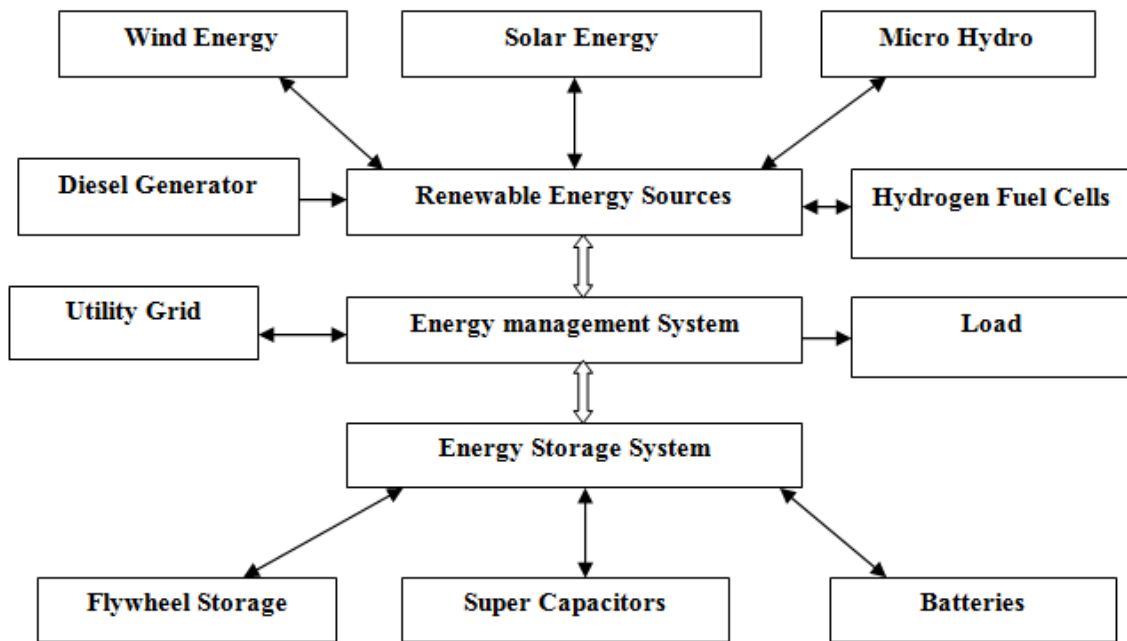 Wind Energy
Solar Energy
Micro Hydro
Diesel Generator
Renewable Energy Sources
Hydrogen Fuel Cells
Utility Grid
Energy management System
Load
Energy Storage System
Flywheel Storage
Super Capacitors
Batteries